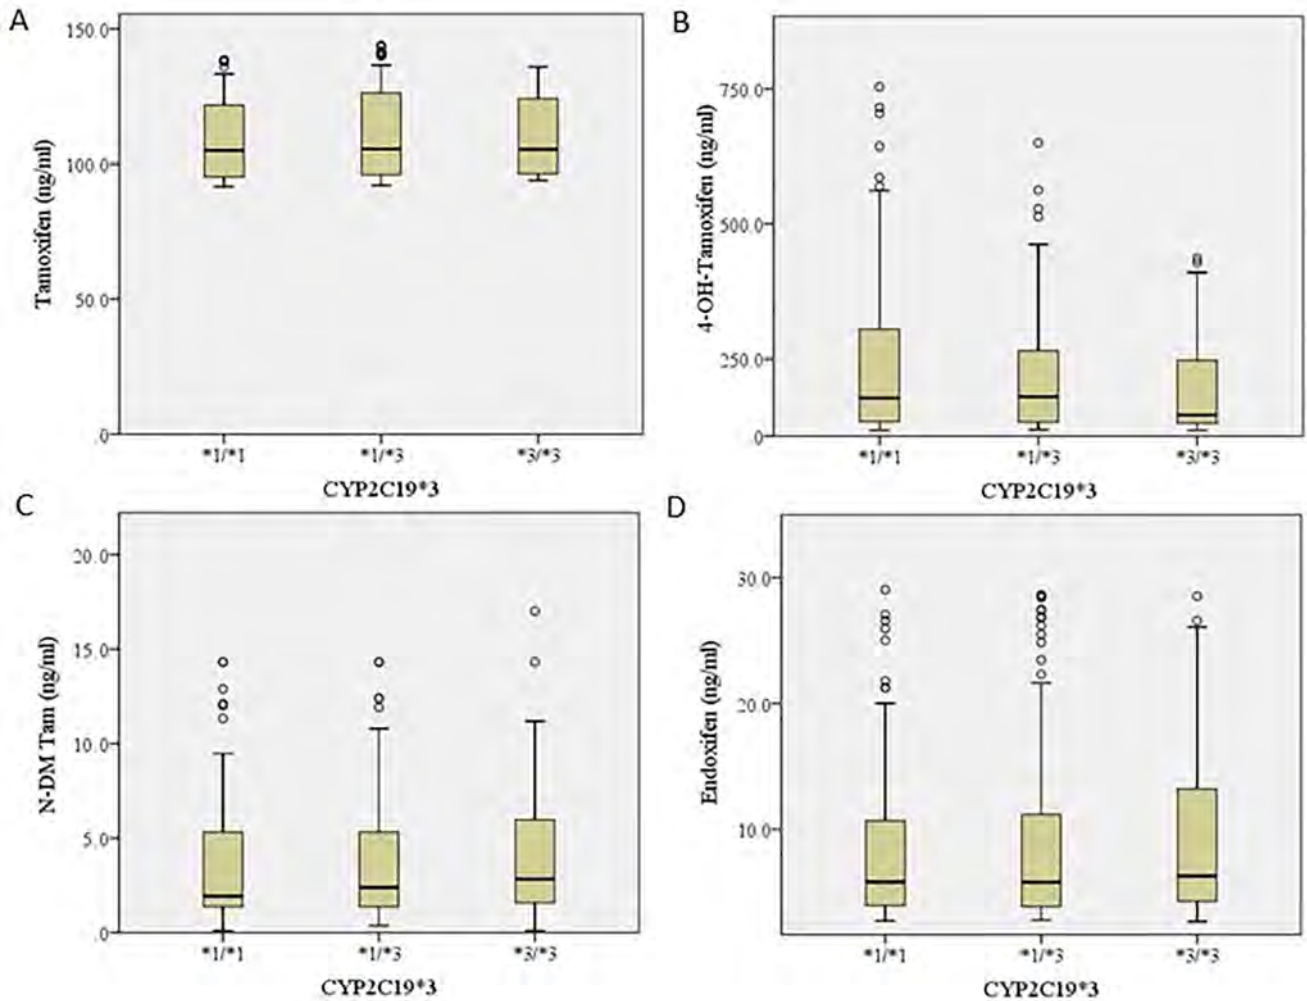 A
150.0
100.0
50.0
.0
Tamoxifen (ng/ml)
*1/*1 *1/*3 *3/*3
CYP2C19*3
B
750.0
500.0
250.0
.0
4-OH-Tamoxifen (ng/ml)
*1/*1 *1/*3 *3/*3
CYP2C19*3
C
20.0
15.0
10.0
5.0
.0
N-DM Tam (ng/ml)
*1/*1 *1/*3 *3/*3
CYP2C19*3
D
30.0
20.0
10.0
Endoxifen (ng/ml)
*1/*1 *1/*3 *3/*3
CYP2C19*3